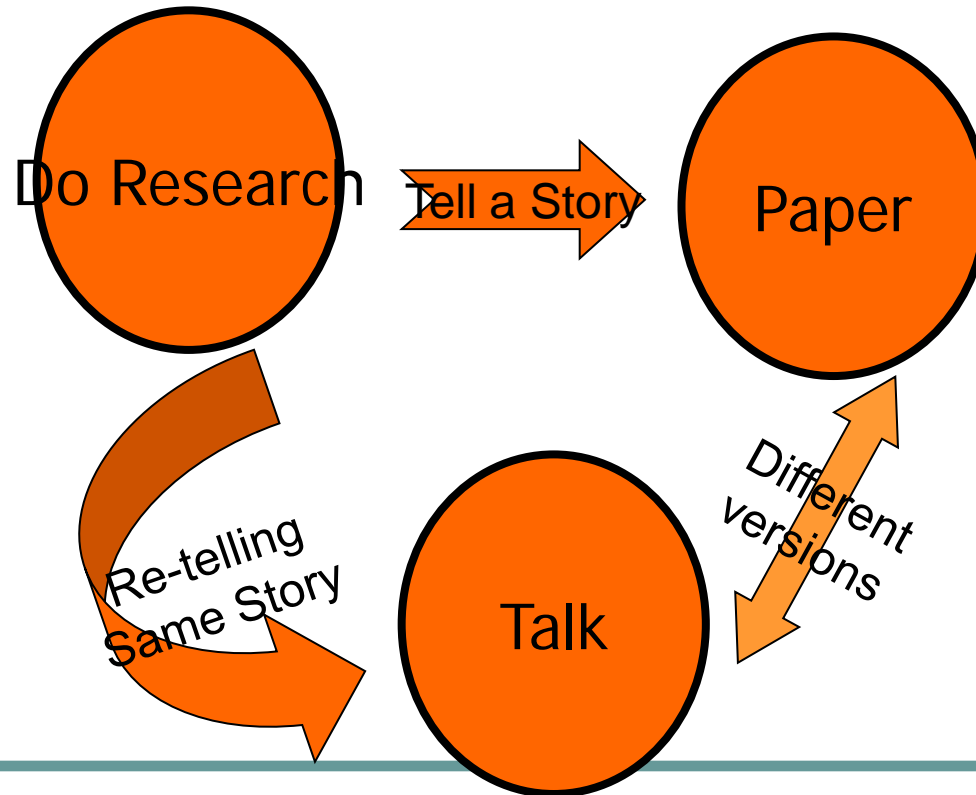 Do Research
Tell a Story
Paper
Different
versions
Re-telling
Same Story
Talk